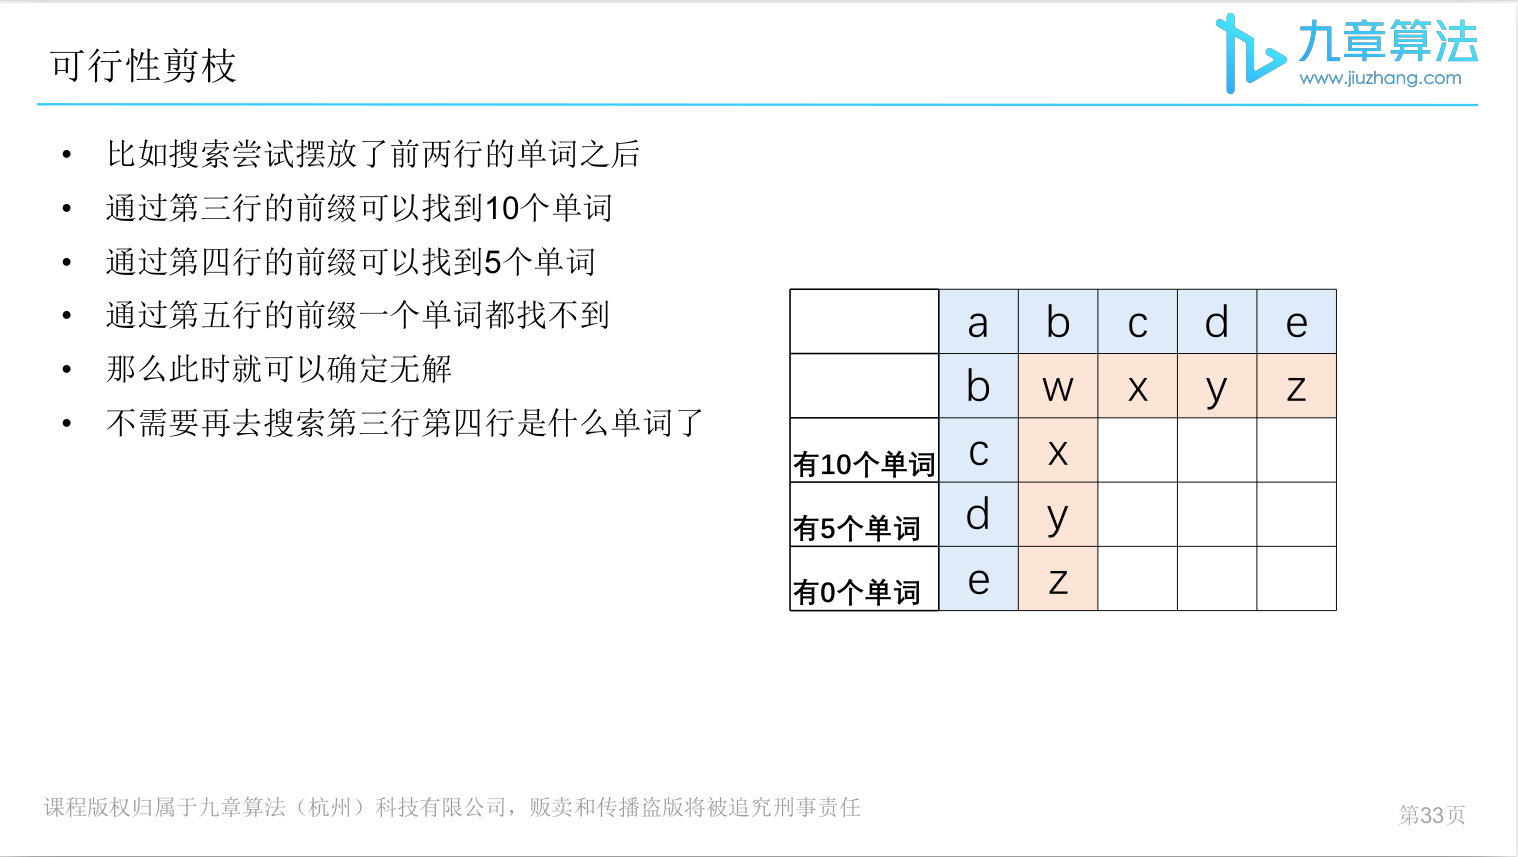 可行性剪枝
九章算法
www.jiuzhang.com
• 比如搜索尝试摆放了前两行的单词之后
• 通过第三行的前缀可以找到10个单词
• 通过第四行的前缀可以找到5个单词
• 通过第五行的前缀一个单词都找不到
• 那么此时就可以确定无解
• 不需要再去搜索第三行第四行是什么单词了
a b c d e
b w x y z
有10个单词 c x
有5个单词 d y
有0个单词 e z
课程版权归属于九章算法（杭州）科技有限公司，贩卖和传播盗版将被追究刑事责任
第33页